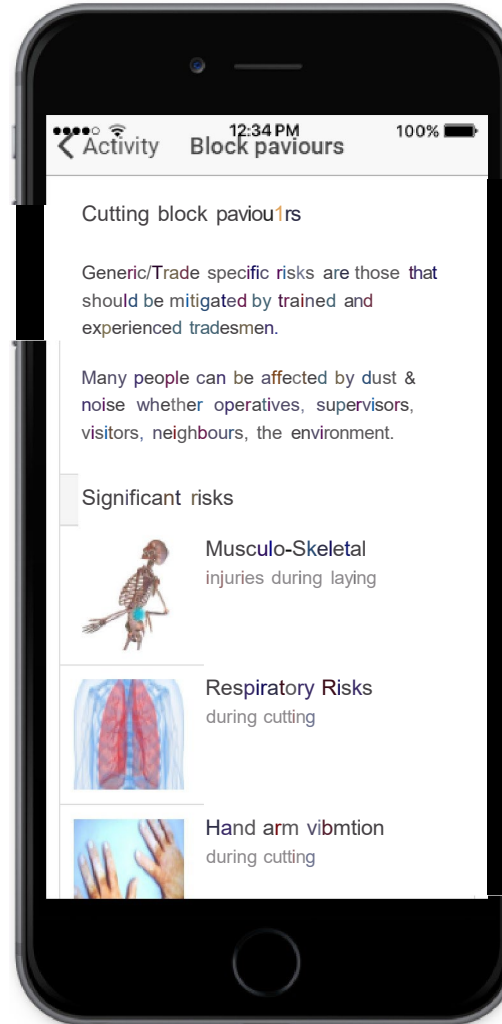 12:34 PM 100%
Activity Block paviours
Cutting block paviou1rs
Generic/Trade specific risks are those that
should be mitigated by trained and
experienced tradesmen.
Many people can be affected by dust &
noise whether operatives, supervisors,
visitors, neighbours, the environment.
Significant risks
Musculo-Skeletal
injuries during laying
Respiratory Risks
during cutting
Hand arm vibmtion
during cutting